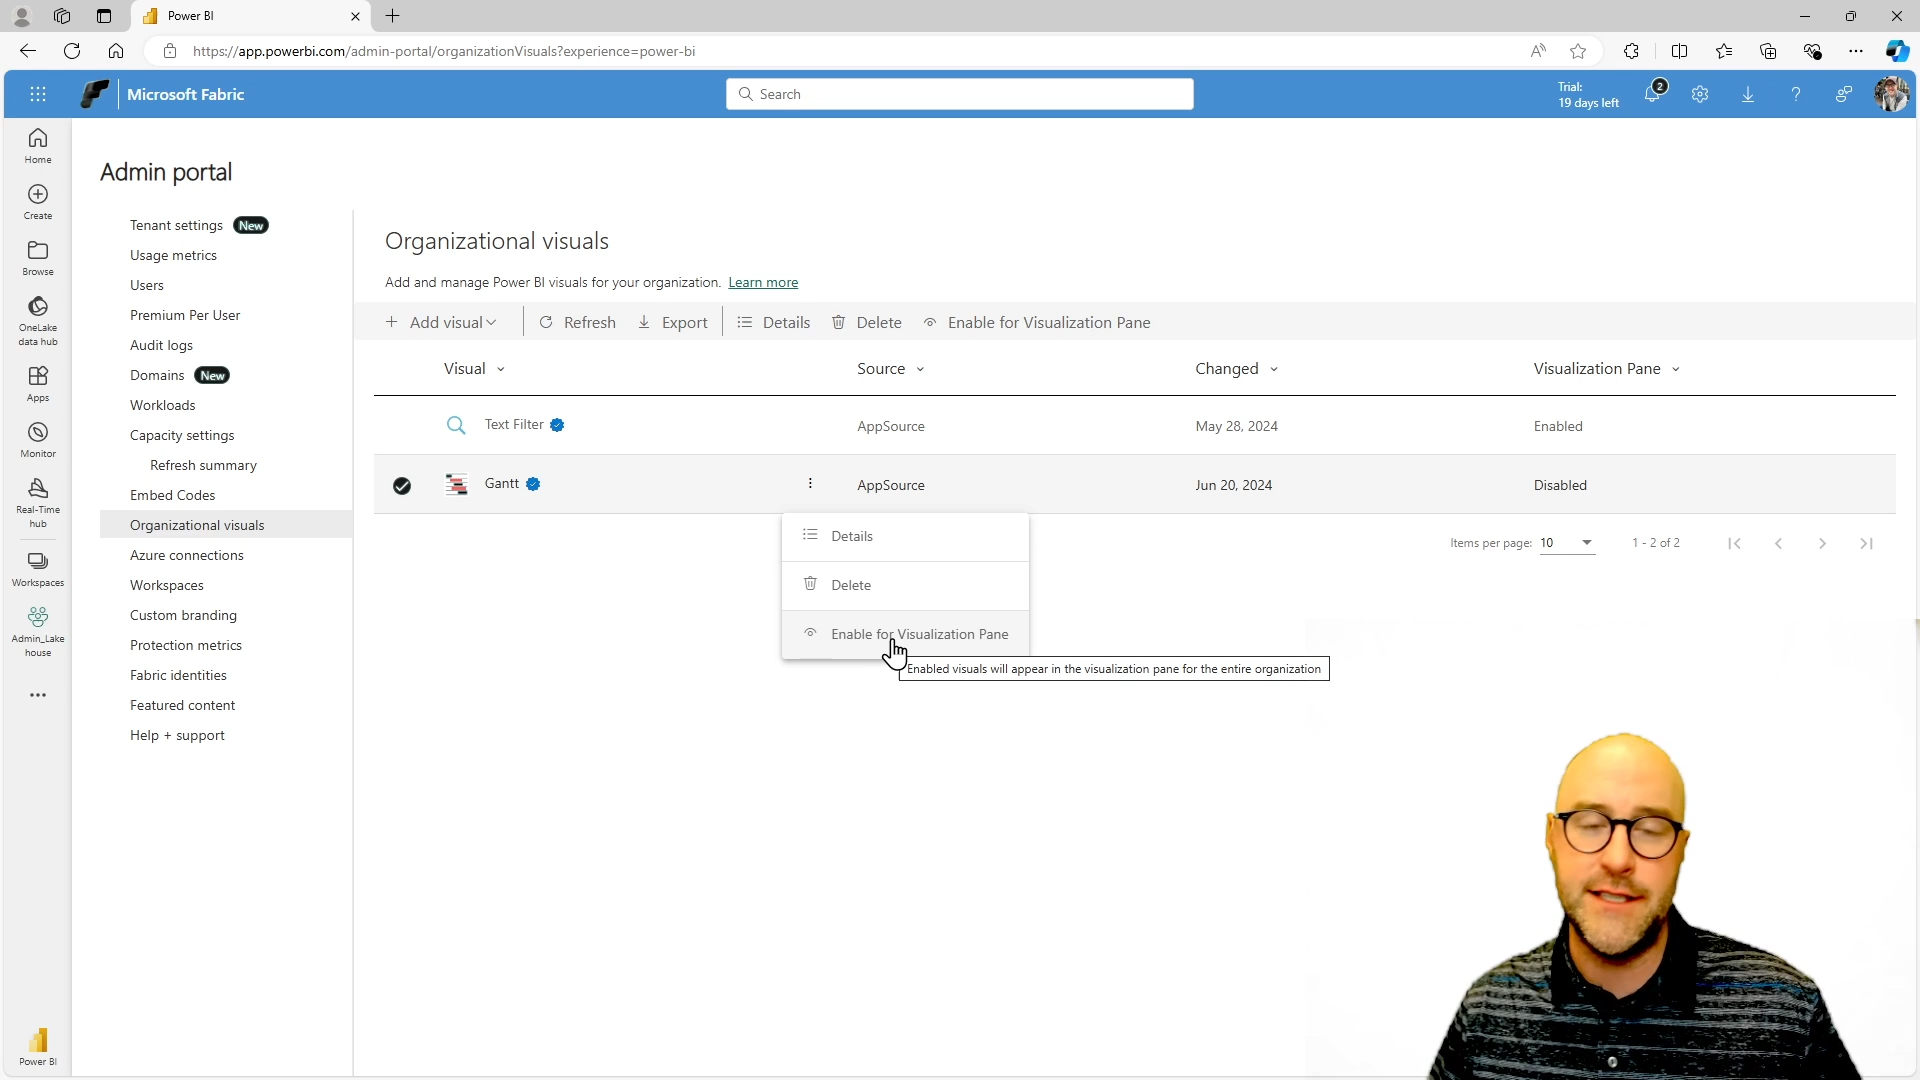 Power BI
https://app.powerbi.com/admin-portal/organizationVisuals?experience=power-bi
Microsoft Fabric
Search
Trial:
19 days left
2
Home
Create
Browse
OneLake
data hub
Apps
Monitor
Real-Time
hub
Workspaces
Admin_Lake
house
Power BI
Admin portal
Tenant settings New
Usage metrics
Users
Premium Per User
Audit logs
Domains New
Workloads
Capacity settings
Refresh summary
Embed Codes
Organizational visuals
Azure connections
Workspaces
Custom branding
Protection metrics
Fabric identities
Featured content
Help + support
Organizational visuals
Add and manage Power BI visuals for your organization. Learn more
Add visual Refresh Export Details Delete Enable for Visualization Pane
Visual Source Changed Visualization Pane
Text Filter AppSource May 28, 2024 Enabled
Gantt AppSource Jun 20, 2024 Disabled
Items per page: 10 1 - 2 of 2
Details
Delete
Enable for Visualization Pane
Enabled visuals will appear in the visualization pane for the entire organization